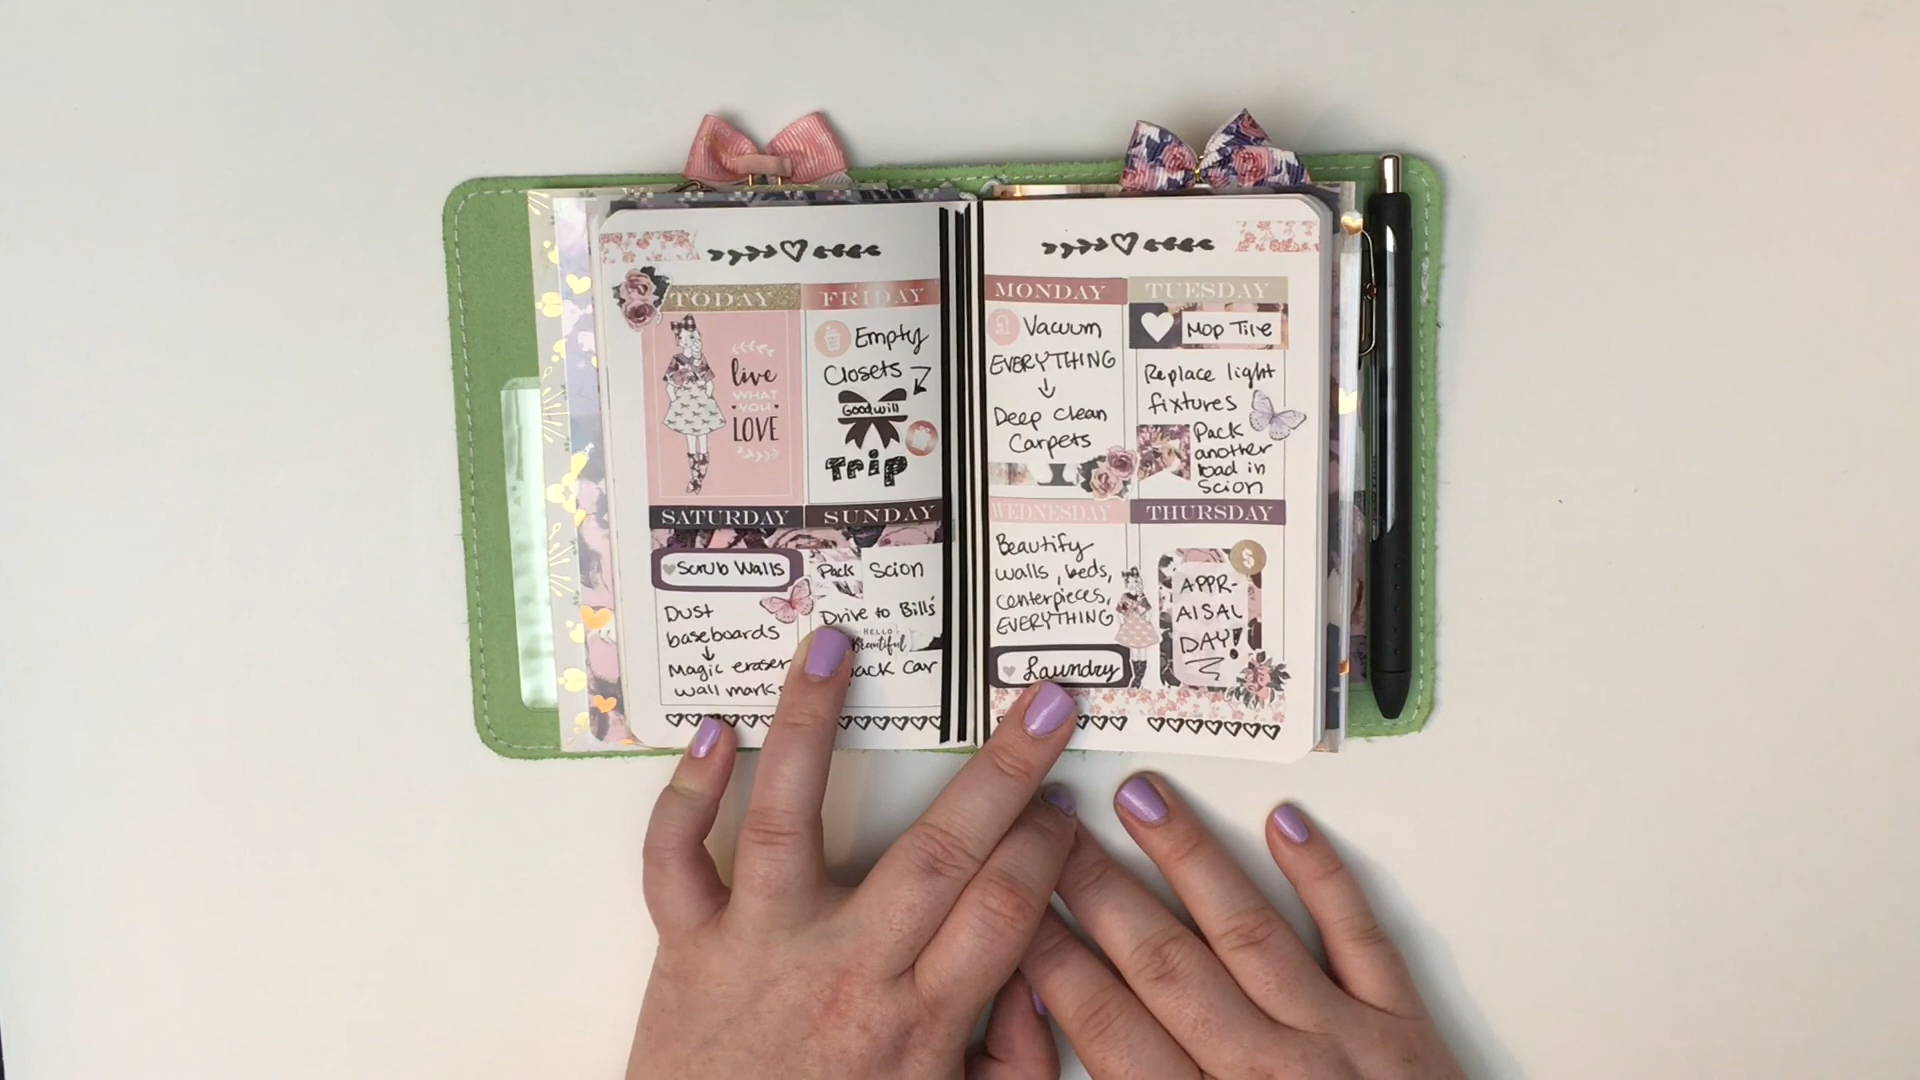 TODAY
live
WHAT
YOU
LOVE
FRIDAY
Empty
Closets
Goodwill
Trip
SATURDAY
Scrub Walls
Dust
baseboards
Magic eraser
wall marks
SUNDAY
Pack Scion
Drive to Bills'
HELLO
Beautiful
pack car
MONDAY
Vacuum
EVERYTHING
Deep clean
Carpets
TUESDAY
Mop Tile
Replace light
fixtures
Pack
another
load in
Scion
WEDNESDAY
Beautify
walls, beds,
centerpieces,
EVERYTHING
Laundry
THURSDAY
$
APPR-
AISAL
DAY!